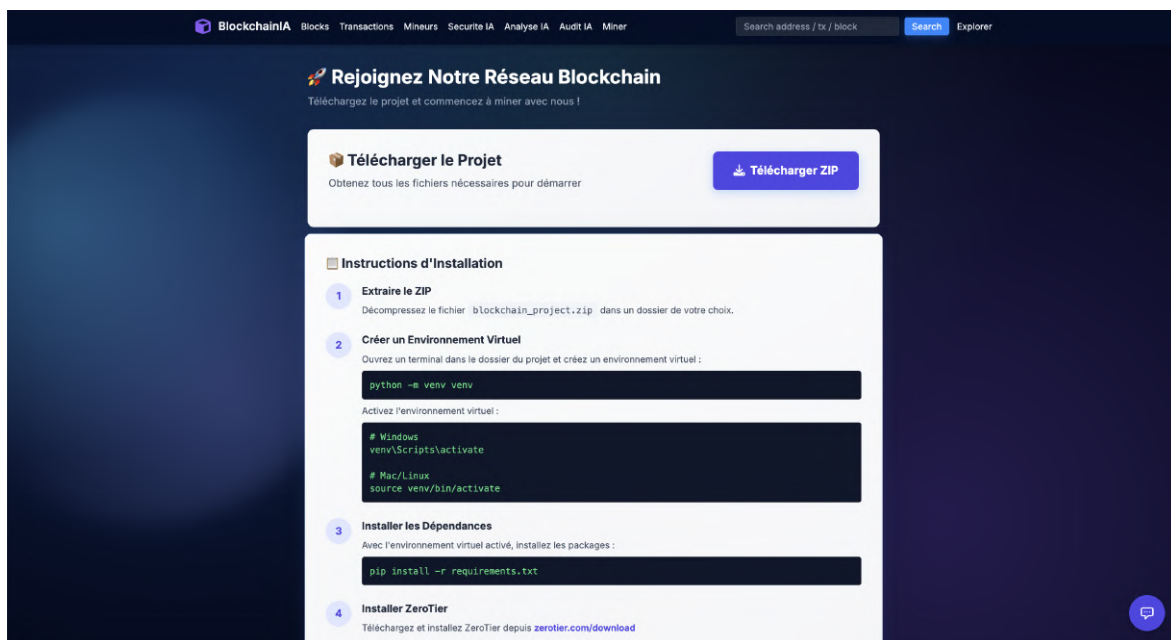 BlockchainIA Blocks Transactions Mineurs Securite IA Analyse IA Audit IA Miner Search address / tx / block Search Explorer
🚀 Rejoignez Notre Réseau Blockchain
Téléchargez le projet et commencez à miner avec nous !
📦 Télécharger le Projet
Télécharger ZIP
Obtenez tous les fichiers nécessaires pour démarrer
📋 Instructions d'Installation
1 Extraire le ZIP
Décompressez le fichier blockchain_project.zip dans un dossier de votre choix.
2 Créer un Environnement Virtuel
Ouvrez un terminal dans le dossier du projet et créez un environnement virtuel :
python -m venv venv
Activez l'environnement virtuel :
# Windows
venv\Scripts\activate
# Mac/Linux
source venv/bin/activate
3 Installer les Dépendances
Avec l'environnement virtuel activé, installez les packages :
pip install -r requirements.txt
4 Installer ZeroTier
Téléchargez et installez ZeroTier depuis zerotier.com/download